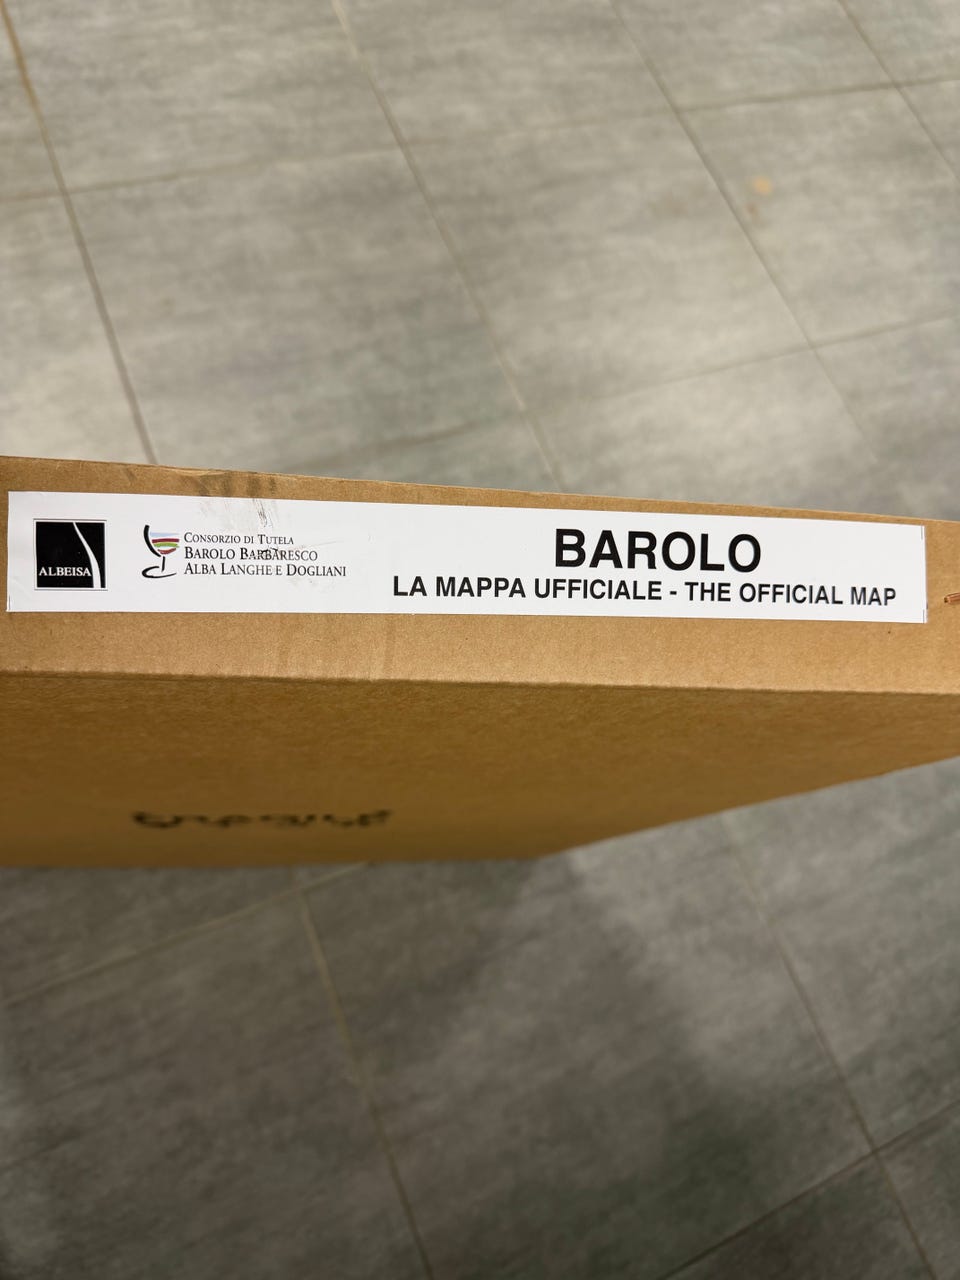 ALBEISA
CONSORZIO DI TUTELA
BAROLO BARBARESCO
ALBA LANGHE E DOGLIANI
BAROLO
LA MAPPA UFFICIALE - THE OFFICIAL MAP